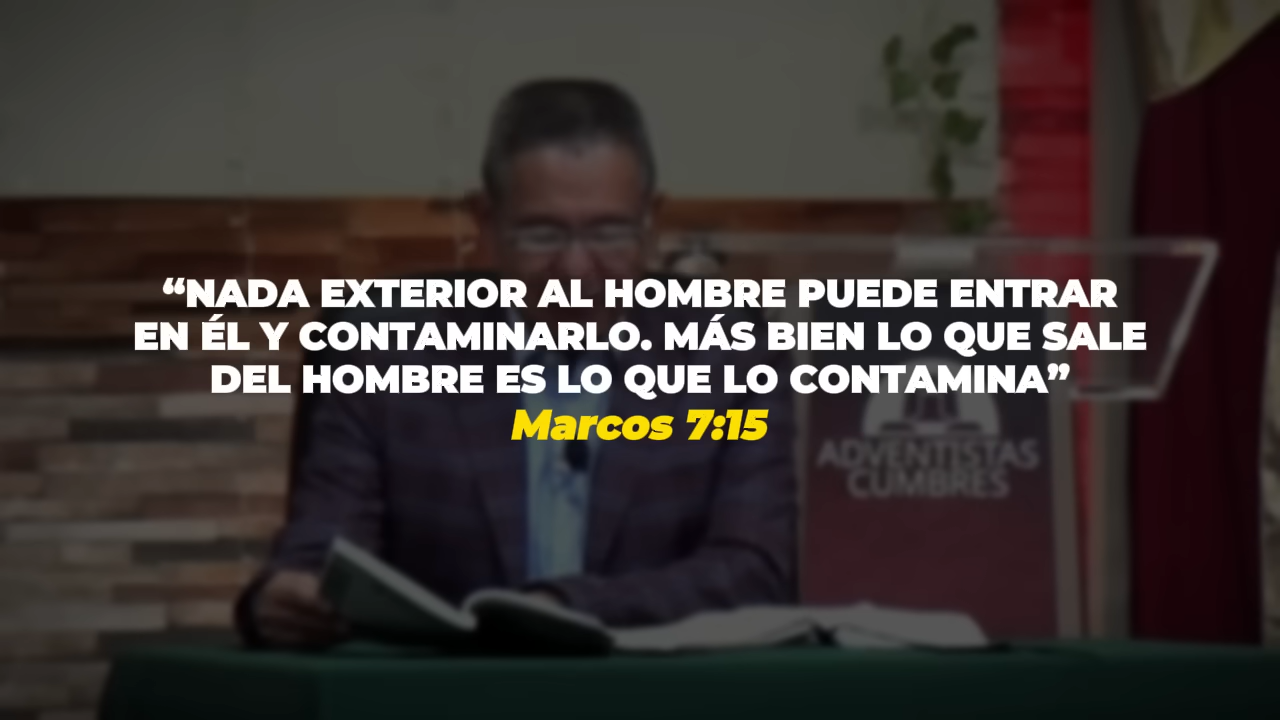 “NADA EXTERIOR AL HOMBRE PUEDE ENTRAR
EN ÉL Y CONTAMINARLO. MÁS BIEN LO QUE SALE
DEL HOMBRE ES LO QUE LO CONTAMINA”
Marcos 7:15
ADVENTISTAS
CUMBRES